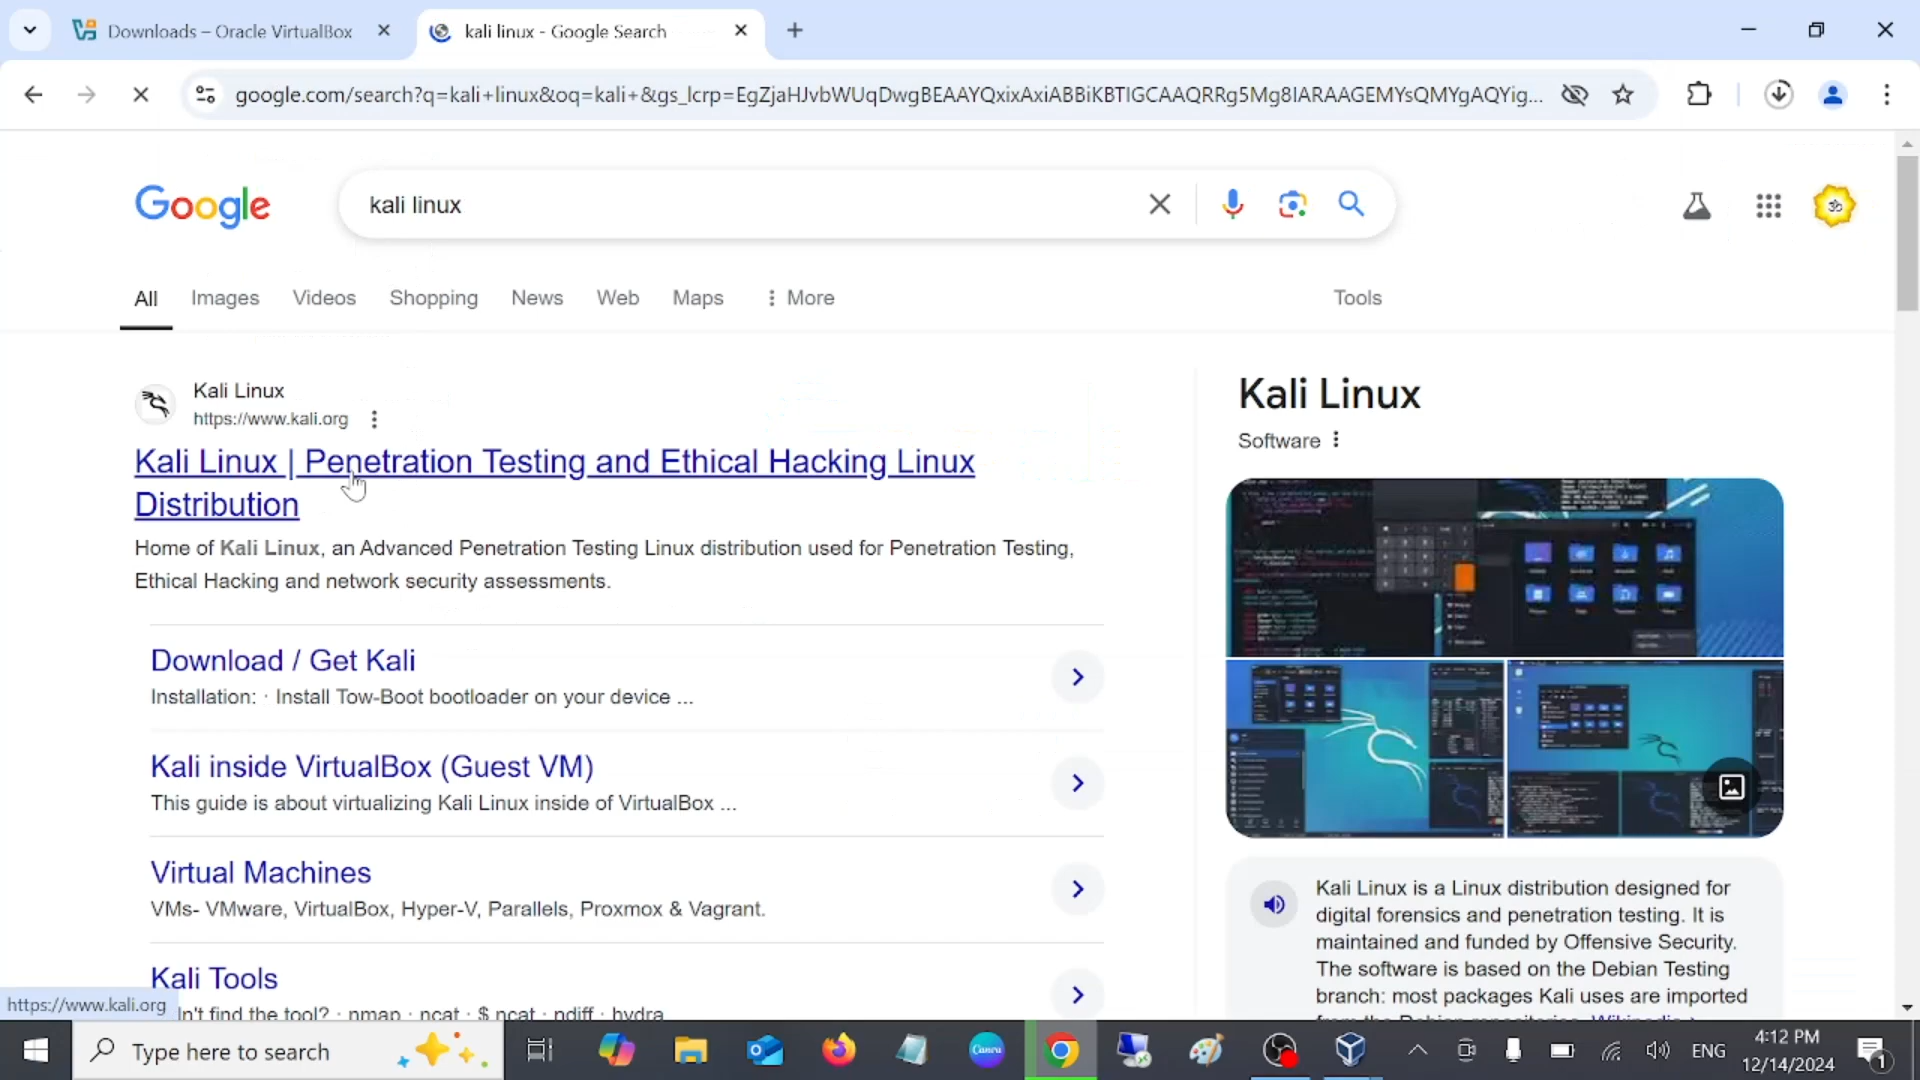 Downloads – Oracle VirtualBox
kali linux - Google Search
google.com/search?q=kali+linux&oq=kali+&gs_lcrp=EgZjaHJvbWUqDwgBEAAYQxixAxiABBiKBTIGCAAQRRg5Mg8IARAAGEMYsQMYgAQYig...
Google
kali linux
All
Images
Videos
Shopping
News
Web
Maps
More
Tools
Kali Linux
https://www.kali.org
Kali Linux | Penetration Testing and Ethical Hacking Linux
Distribution
Home of Kali Linux, an Advanced Penetration Testing Linux distribution used for Penetration Testing,
Ethical Hacking and network security assessments.
Download / Get Kali
Installation: · Install Tow-Boot bootloader on your device ...
Kali inside VirtualBox (Guest VM)
This guide is about virtualizing Kali Linux inside of VirtualBox ...
Virtual Machines
VMs- VMware, VirtualBox, Hyper-V, Parallels, Proxmox & Vagrant.
Kali Tools
n't find the tool? · nmap · ncat · $ ncat · ndiff · hydra
https://www.kali.org
Kali Linux
Software
Kali Linux is a Linux distribution designed for
digital forensics and penetration testing. It is
maintained and funded by Offensive Security.
The software is based on the Debian Testing
branch: most packages Kali uses are imported
from the Debian repositories. Wikipedia
Type here to search
Canva
ENG
4:12 PM
12/14/2024
1